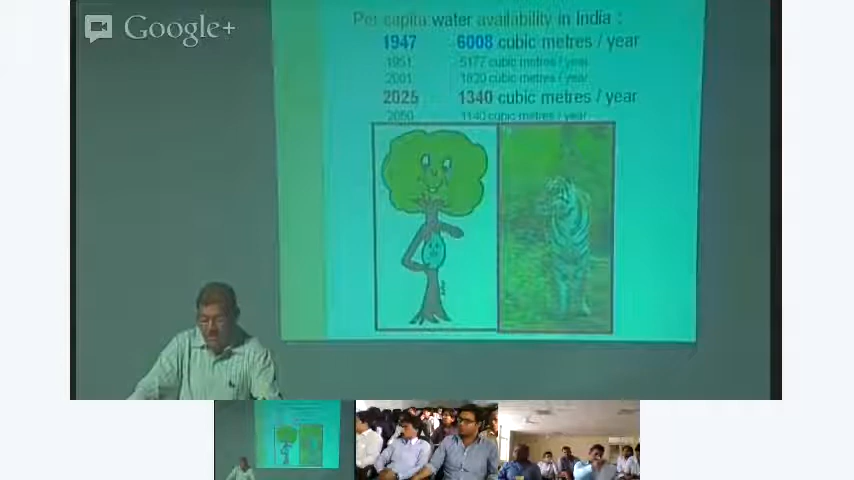 Google+
Per capita water availability in India :
1947 6008 cubic metres / year
1951 5177 cubic metres / year
2001 1820 cubic metres / year
2025 1340 cubic metres / year
2050 1140 cubic metres / year